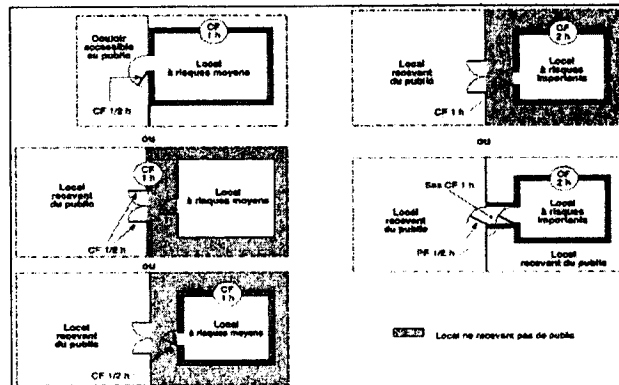 Couloir
accessible
au public
CF
1 h
Local
à risques moyens
CF 1/2 h
ou
Local
recevant
du public
CF
1 h
Local
à risques moyens
CF 1/2 h
ou
Local
recevant
du public
CF
1 h
Local
à risques moyens
CF 1/2 h
Local
recevant
du public
CF
2 h
Local
à risques
importants
CF 1 h
ou
Sas CF 1 h
CF
2 h
Local
recevant
du public
Local
à risques
importants
PF 1/2 h
Local
recevant du public
Local ne recevant pas de public